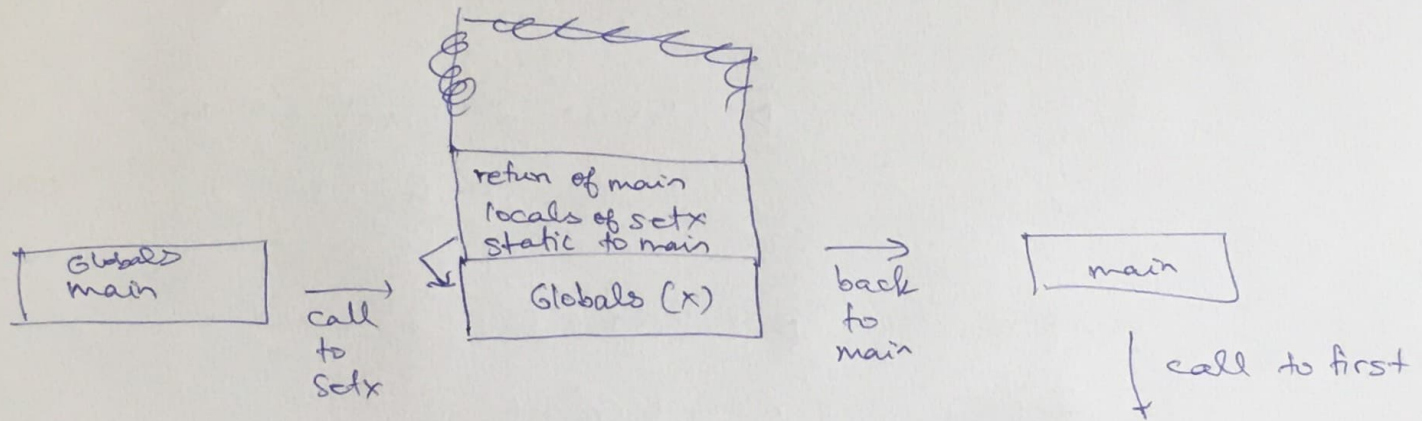 Globals
main
call
to
setx
retun of main
locals of setx
static to main
Globals (x)
back
to
main
main
call to first